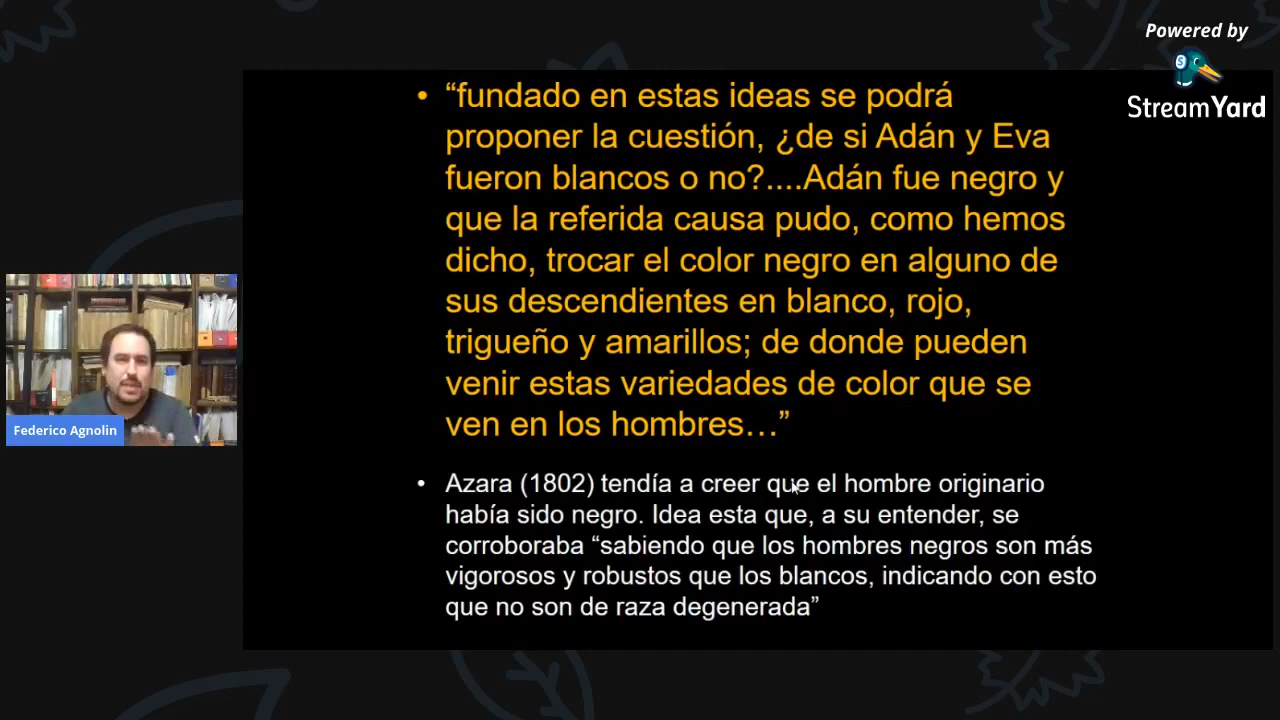 Powered by
StreamYard
• “fundado en estas ideas se podrá
proponer la cuestión, ¿de si Adán y Eva
fueron blancos o no?....Adán fue negro y
que la referida causa pudo, como hemos
dicho, trocar el color negro en alguno de
sus descendientes en blanco, rojo,
trigueño y amarillos; de donde pueden
venir estas variedades de color que se
ven en los hombres…”
Federico Agnolin
• Azara (1802) tendía a creer que el hombre originario
había sido negro. Idea esta que, a su entender, se
corroboraba “sabiendo que los hombres negros son más
vigorosos y robustos que los blancos, indicando con esto
que no son de raza degenerada”